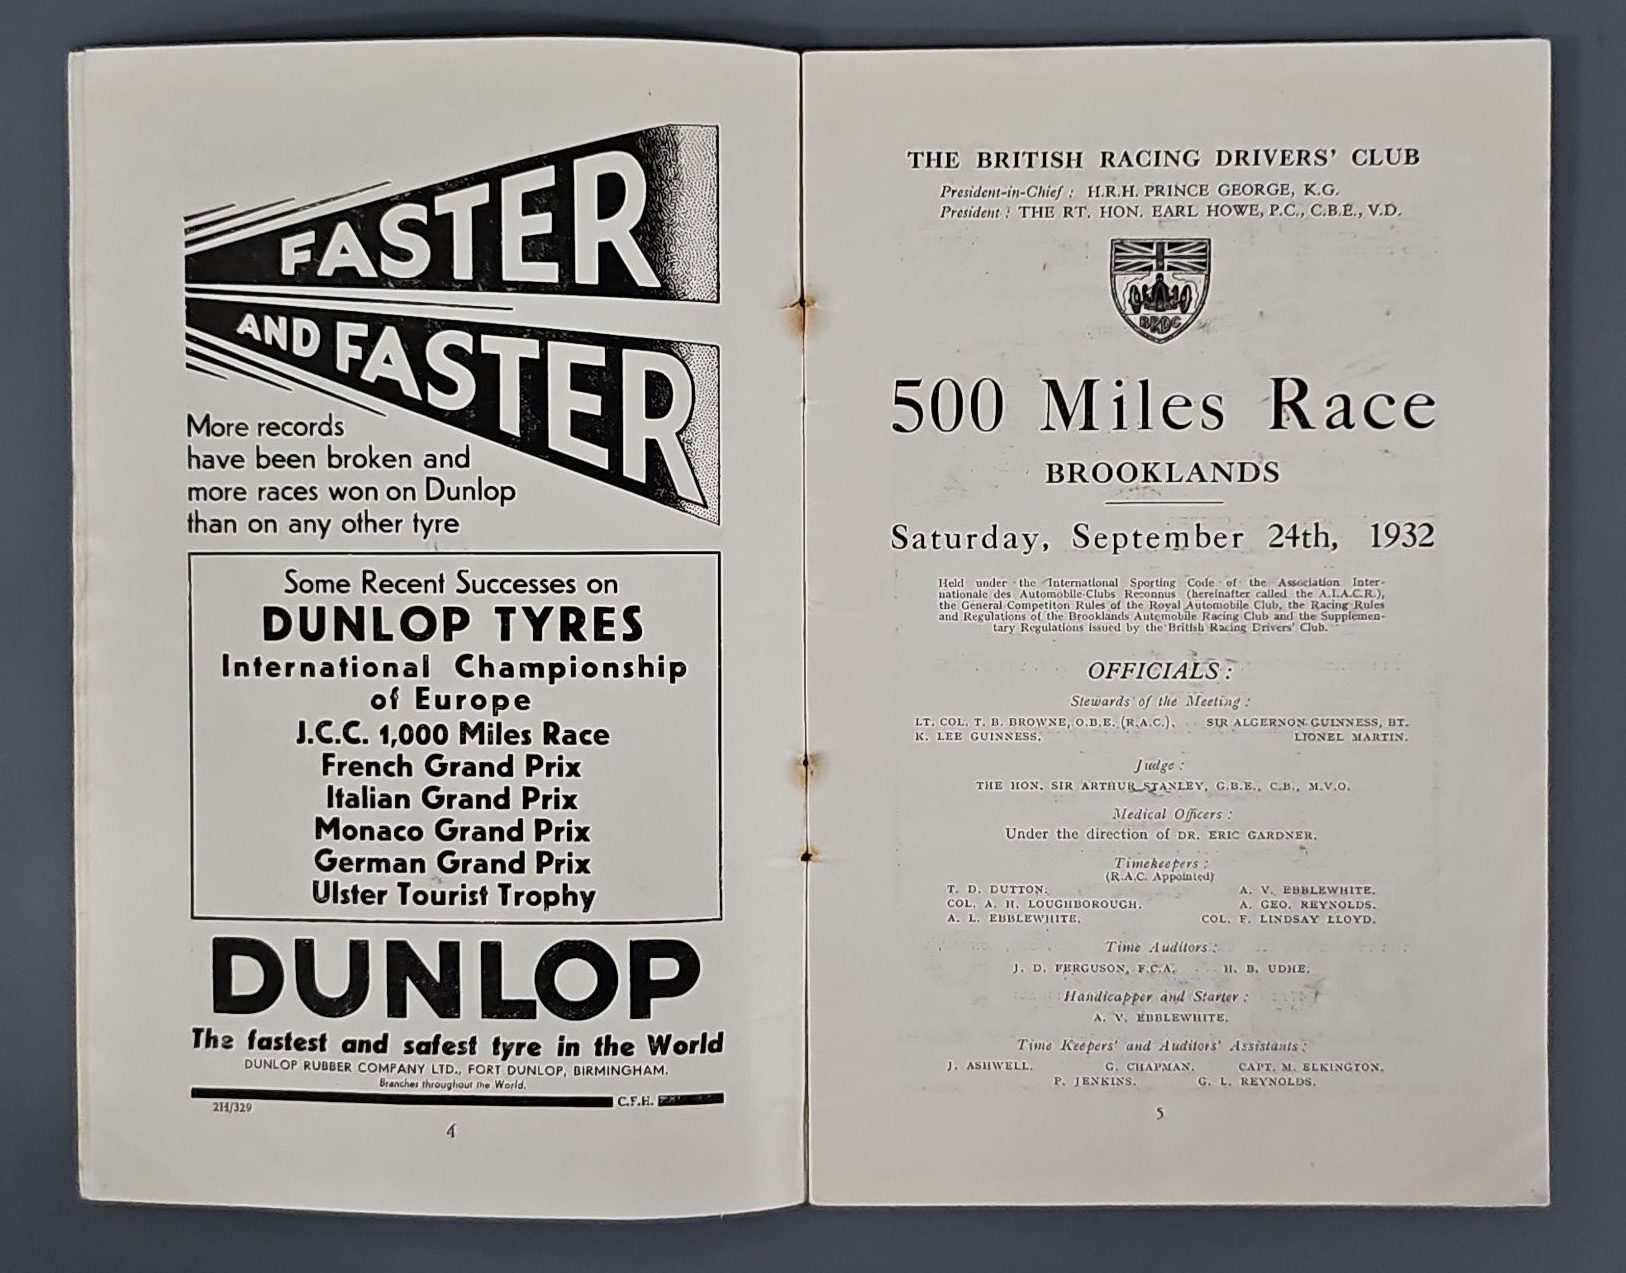 FASTER
AND FASTER
More records
have been broken and
more races won on Dunlop
than on any other tyre
Some Recent Successes on
DUNLOP TYRES
International Championship
of Europe
J.C.C. 1,000 Miles Race
French Grand Prix
Italian Grand Prix
Monaco Grand Prix
German Grand Prix
Ulster Tourist Trophy
DUNLOP
The fastest and safest tyre in the World
DUNLOP RUBBER COMPANY LTD., FORT DUNLOP, BIRMINGHAM.
Branches throughout the World.
C.F.H.
2H/329
4
THE BRITISH RACING DRIVERS' CLUB
President-in-Chief : H.R.H. PRINCE GEORGE, K.G.
President : THE RT. HON. EARL HOWE, P.C., C.B.E., V.D.
BRDC
500 Miles Race
BROOKLANDS
Saturday, September 24th, 1932
Held under the International Sporting Code of the Association Inter-
nationale des Automobile-Clubs Reconnus (hereinafter called the A.I.A.C.R.),
the General Competiton Rules of the Royal Automobile Club, the Racing Rules
and Regulations of the Brooklands Automobile Racing Club and the Supplemen-
tary Regulations issued by the British Racing Drivers' Club.
OFFICIALS :
Stewards of the Meeting :
LT. COL. T. B. BROWNE, O.B.E. (R.A.C.). SIR ALGERNON GUINNESS, BT.
K. LEE GUINNESS. LIONEL MARTIN.
Judge :
THE HON. SIR ARTHUR STANLEY, G.B.E., C.B., M.V.O.
Medical Officers :
Under the direction of DR. ERIC GARDNER.
Timekeepers :
(R.A.C. Appointed)
T. D. DUTTON. A. V. EBBLEWHITE.
COL. A. H. LOUGHBOROUGH. A. GEO. REYNOLDS.
A. L. EBBLEWHITE. COL. F. LINDSAY LLOYD.
Time Auditors :
J. D. FERGUSON, F.C.A. H. B. UDHE.
Handicapper and Starter :
A. V. EBBLEWHITE.
Time Keepers' and Auditors' Assistants :
J. ASHWELL. G. CHAPMAN. CAPT. M. ELKINGTON.
P. JENKINS. G. L. REYNOLDS.
5